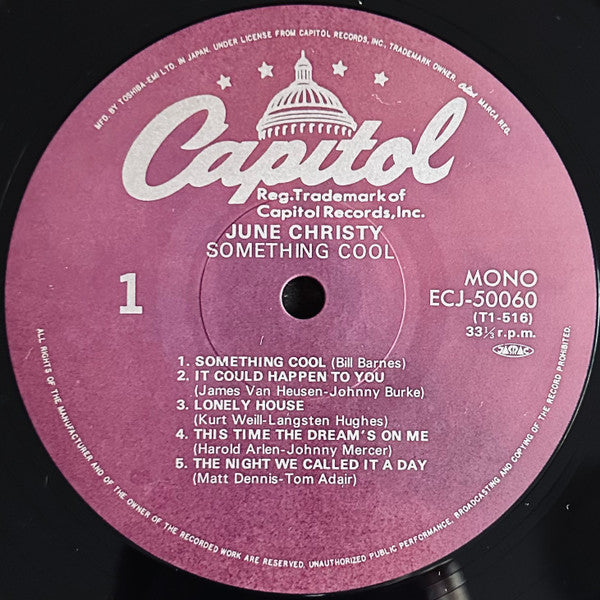 MFD. BY TOSHIBA-EMI LTD. IN JAPAN. UNDER LICENSE FROM CAPITOL RECORDS, INC., TRADEMARK OWNER. Capitol MARCA REG.
Capitol
Reg.Trademark of
Capitol Records,Inc.
JUNE CHRISTY
SOMETHING COOL
1
MONO
ECJ-50060
(T1-516)
33⅓ r.p.m.
JASRAC
1. SOMETHING COOL (Bill Barnes)
2. IT COULD HAPPEN TO YOU
(James Van Heusen-Johnny Burke)
3. LONELY HOUSE
(Kurt Weill-Langsten Hughes)
4. THIS TIME THE DREAM'S ON ME
(Harold Arlen-Johnny Mercer)
5. THE NIGHT WE CALLED IT A DAY
(Matt Dennis-Tom Adair)
ALL RIGHTS OF THE MANUFACTURER AND OF THE OWNER OF THE RECORDED WORK ARE RESERVED. UNAUTHORIZED PUBLIC PERFORMANCE, BROADCASTING AND COPYING OF THE RECORD PROHIBITED.